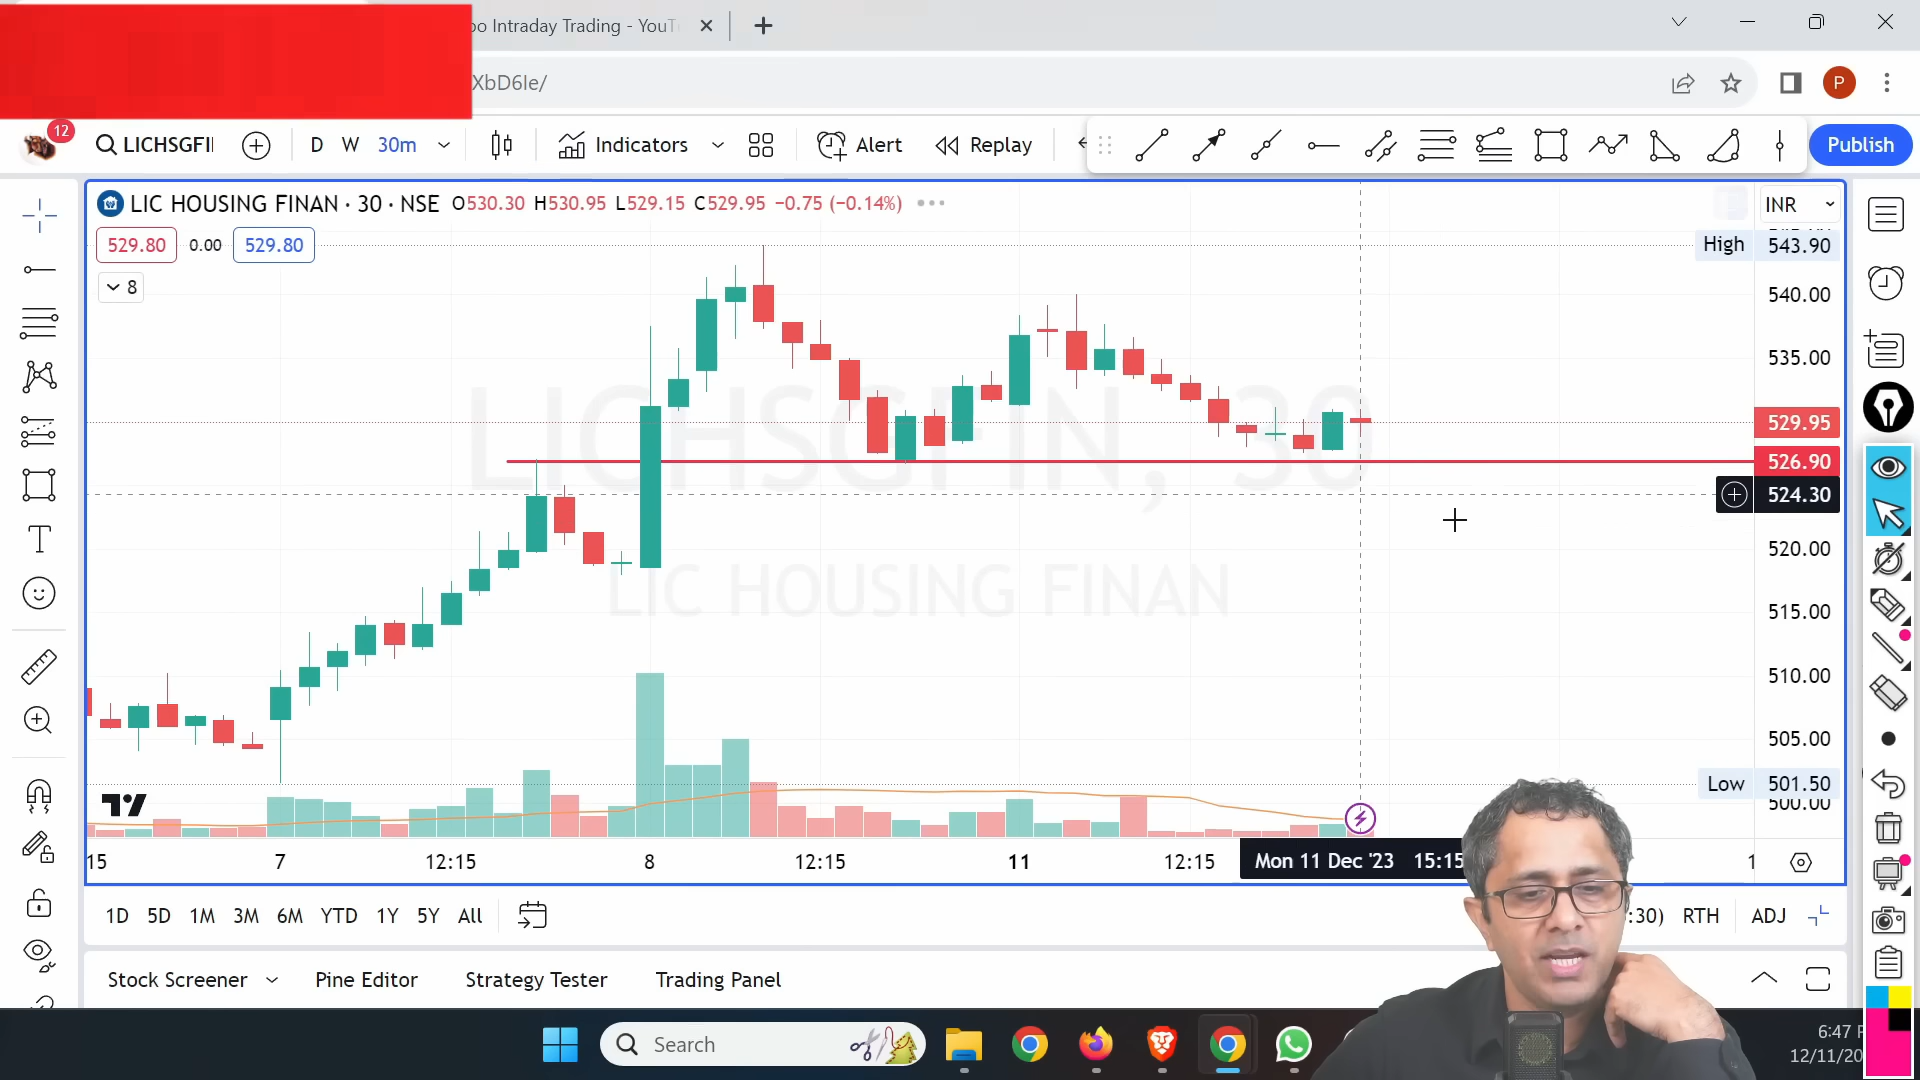 oo Intraday Trading - YouT
XbD6Ie/
12
LICHSGFI
D W 30m
Indicators
Alert
Replay
Publish
P
LIC HOUSING FINAN · 30 · NSE O530.30 H530.95 L529.15 C529.95 −0.75 (−0.14%)
INR
529.80 0.00 529.80
High 543.90
8
540.00
535.00
529.95
526.90
524.30
520.00
515.00
510.00
505.00
Low 501.50
500.00
LICHSGFIN, 30
LIC HOUSING FINAN
15 7 12:15 8 12:15 11 12:15 Mon 11 Dec '23 15:15 1
1D 5D 1M 3M 6M YTD 1Y 5Y All
:30) RTH ADJ
Stock Screener Pine Editor Strategy Tester Trading Panel
Search
6:47
12/11/20